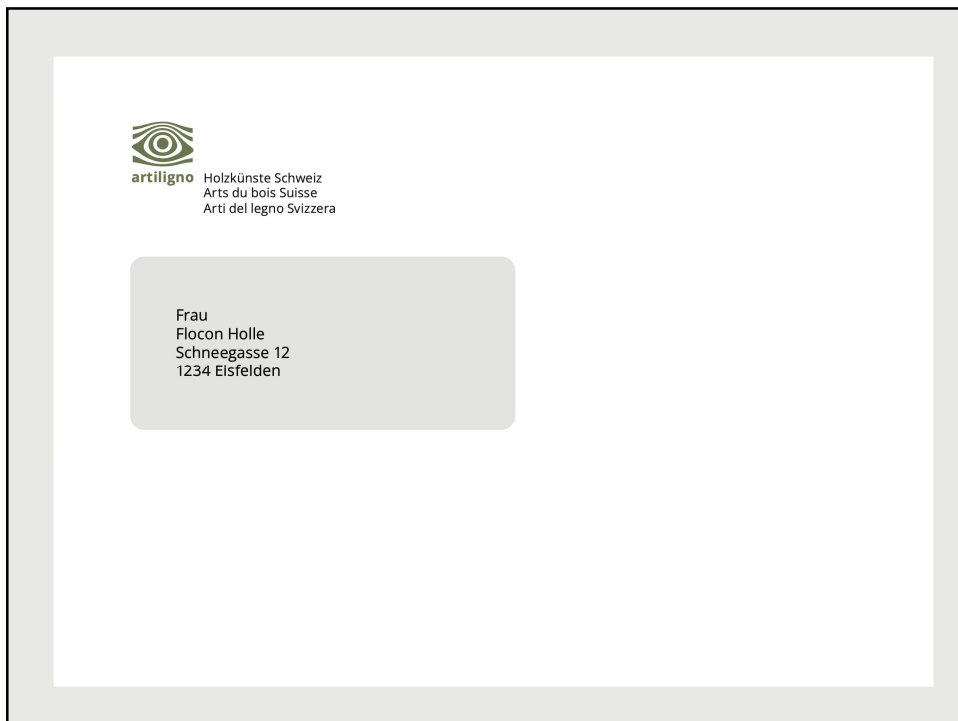 artiligno
Holzkünste Schweiz
Arts du bois Suisse
Arti del legno Svizzera
Frau
Flocon Holle
Schneegasse 12
1234 Eisfelden